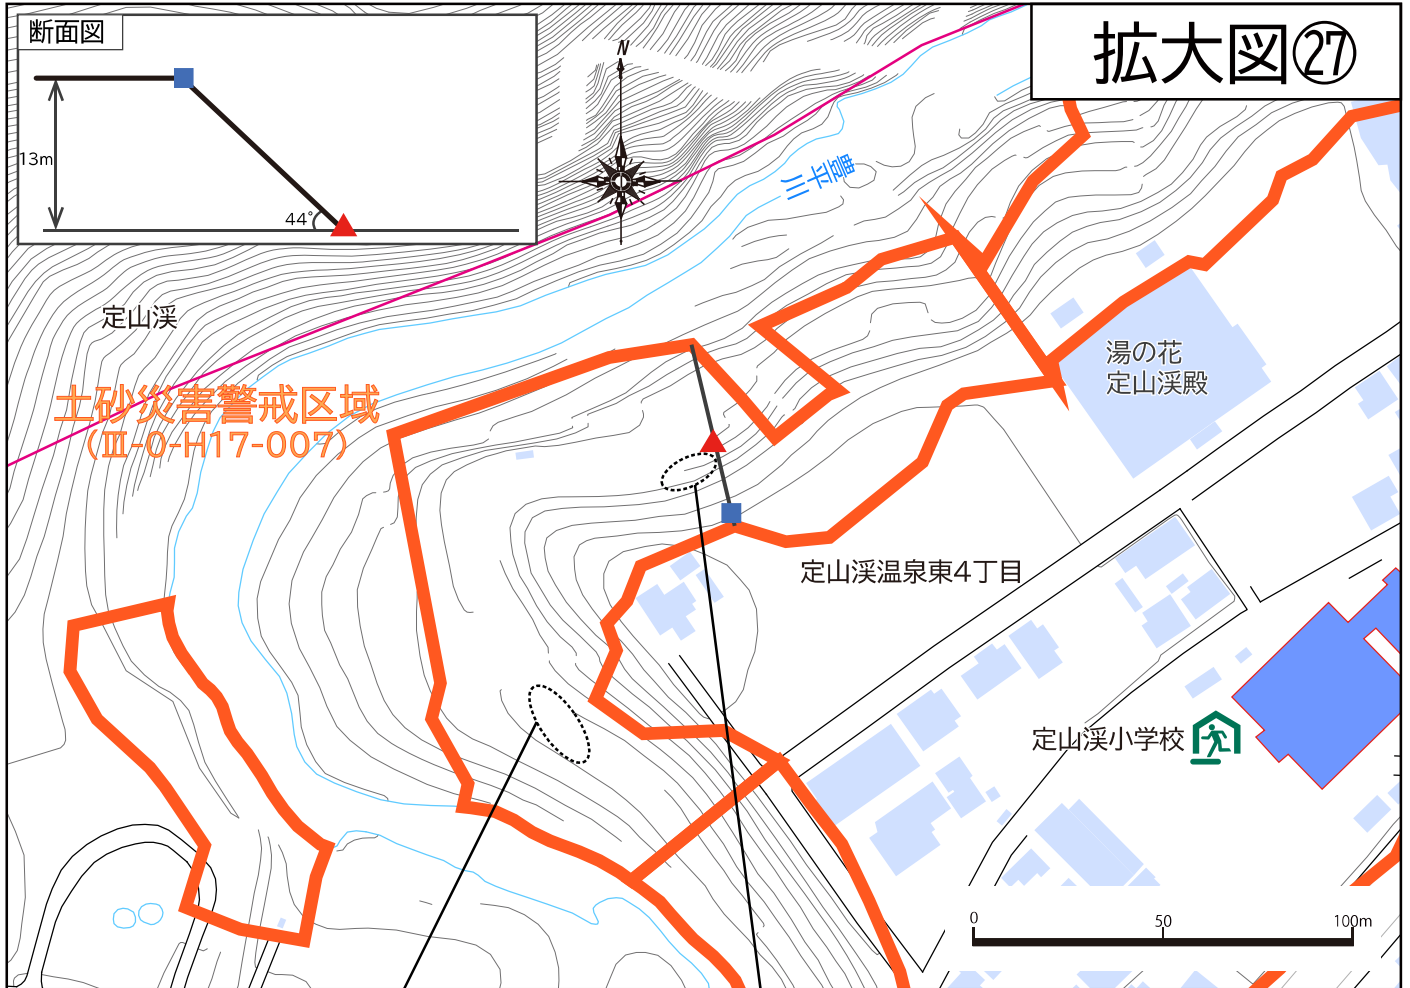 断面図
13m
44°
N
拡大図㉗
豊平川
定山渓
土砂災害警戒区域
(Ⅲ-0-H17-007)
湯の花
定山渓殿
定山渓温泉東4丁目
定山渓小学校
0 50 100m